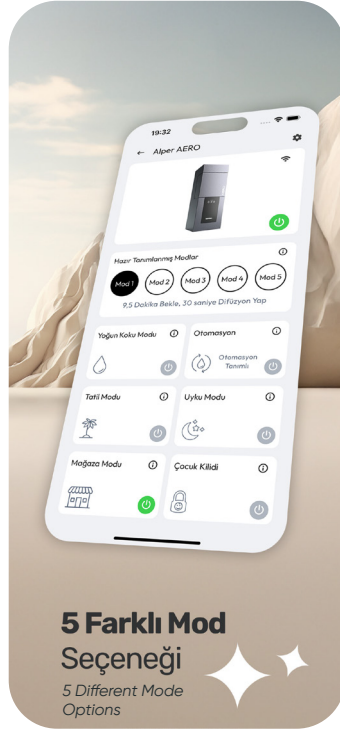 19:32
← Alper AERO
Hazır Tanımlanmış Modlar
Mod 1 Mod 2 Mod 3 Mod 4 Mod 5
9,5 Dakika Bekle, 30 saniye Difüzyon Yap
Yoğun Koku Modu
Otomasyon
Otomasyon
Tanımlı
Tatil Modu
Uyku Modu
Mağaza Modu
Çocuk Kilidi
5 Farklı Mod
Seçeneği
5 Different Mode
Options